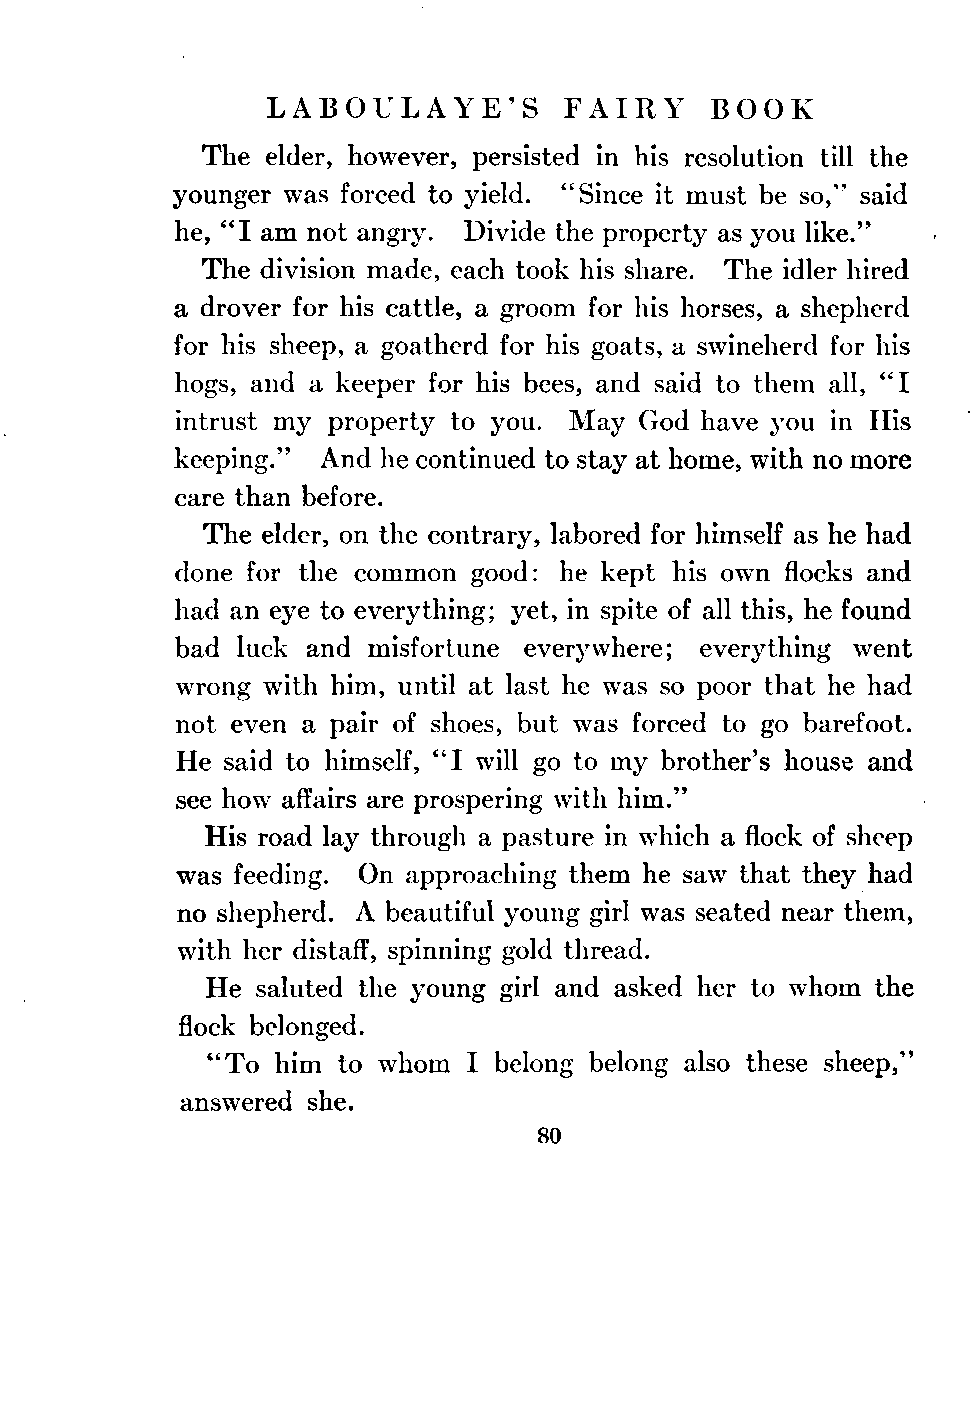 LABOULAYE'S FAIRY BOOK
The elder, however, persisted in his resolution till the
younger was forced to yield. "Since it must be so," said
he, "I am not angry. Divide the property as you like."
The division made, each took his share. The idler hired
a drover for his cattle, a groom for his horses, a shepherd
for his sheep, a goatherd for his goats, a swineherd for his
hogs, and a keeper for his bees, and said to them all, "I
intrust my property to you. May God have you in His
keeping." And he continued to stay at home, with no more
care than before.
The elder, on the contrary, labored for himself as he had
done for the common good: he kept his own flocks and
had an eye to everything; yet, in spite of all this, he found
bad luck and misfortune everywhere; everything went
wrong with him, until at last he was so poor that he had
not even a pair of shoes, but was forced to go barefoot.
He said to himself, "I will go to my brother's house and
see how affairs are prospering with him."
His road lay through a pasture in which a flock of sheep
was feeding. On approaching them he saw that they had
no shepherd. A beautiful young girl was seated near them,
with her distaff, spinning gold thread.
He saluted the young girl and asked her to whom the
flock belonged.
"To him to whom I belong belong also these sheep,"
answered she.
80